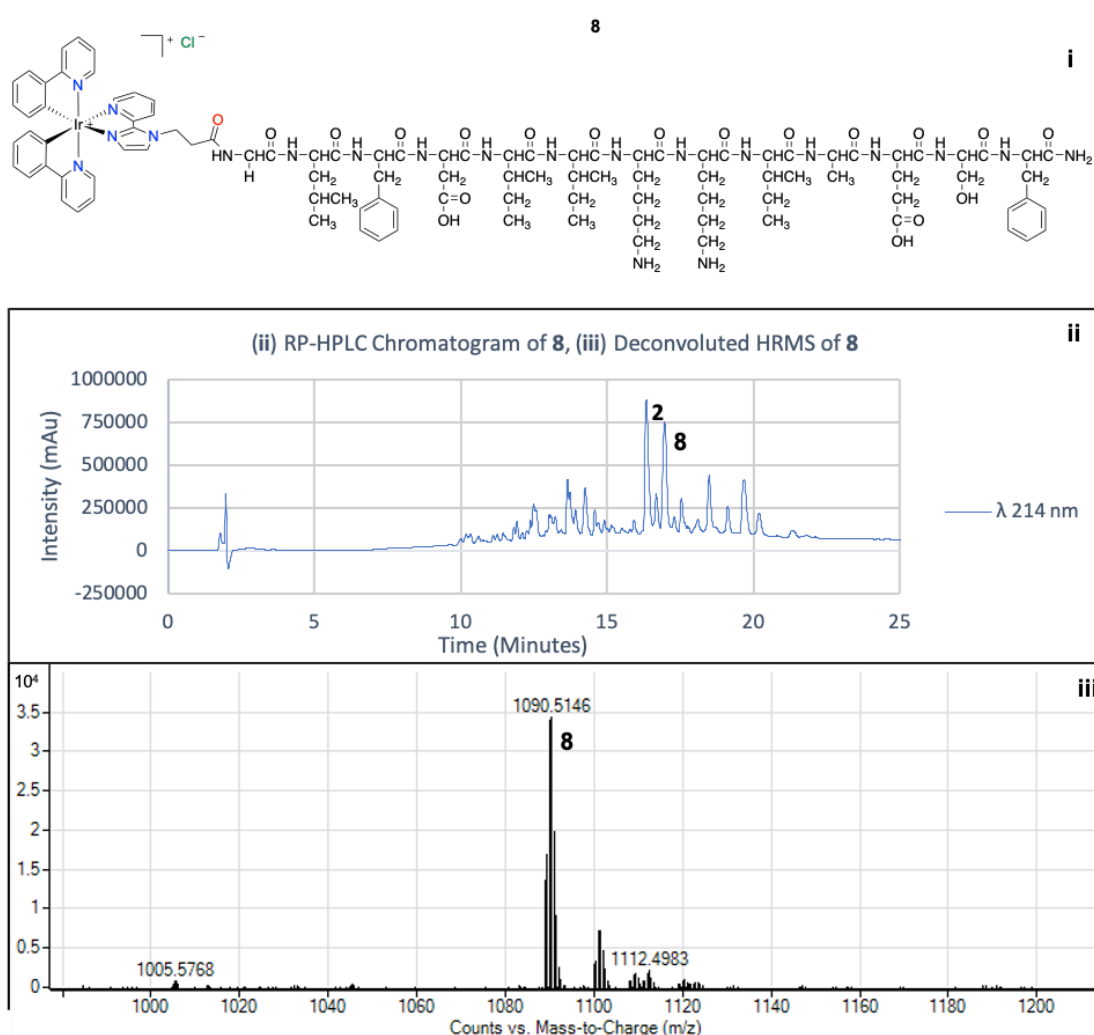 8
i
+ Cl −
N
N
O
Ir+
N
N
N
O H O H O H O H O H O H O H O H O H O H O H O H O
HN CHC N CHC N CHC N CHC N CHC N CHC N CHC N CHC N CHC N CHC N CHC N CHC N CHC NH₂
H CH₂ CH₂ CH₂ CHCH₃ CHCH₃ CH₂ CH₂ CHCH₃ CH₃ CH₂ CH₂ CH₂
CHCH₃ C=O CH₂ CH₂ CH₂ CH₂ CH₂ CH₂ OH
CH₃ OH CH₃ CH₃ CH₂ CH₂ CH₃ C=O
CH₂ CH₂ OH
NH₂ NH₂
ii
(ii) RP-HPLC Chromatogram of 8, (iii) Deconvoluted HRMS of 8
Intensity (mAu)
1000000
750000
500000
250000
0
-250000
2
8
λ 214 nm
0 5 10 15 20 25
Time (Minutes)
iii
10⁴
3.5
3
2.5
2
1.5
1
0.5
0
1090.5146
8
1005.5768
1112.4983
1000 1020 1040 1060 1080 1100 1120 1140 1160 1180 1200
Counts vs. Mass-to-Charge (m/z)